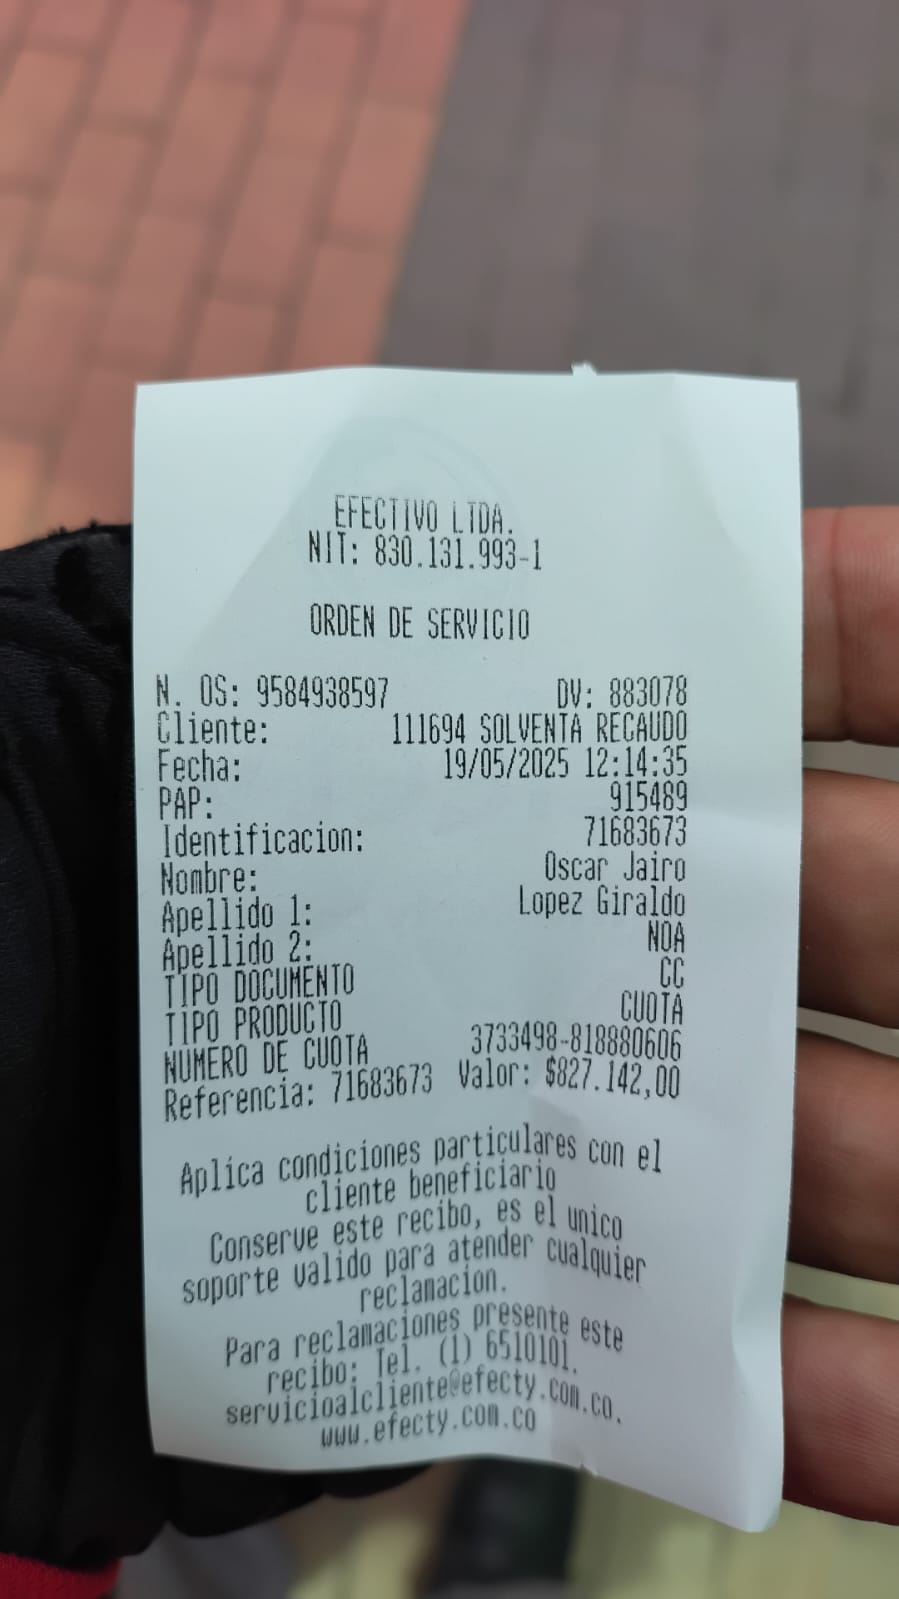 EFECTIVO LTDA.
NIT: 830.131.993-1
ORDEN DE SERVICIO
N. OS: 9584938597 DV: 883078
Cliente: 111694 SOLVENTA RECAUDO
Fecha: 19/05/2025 12:14:35
PAP: 915489
Identificacion: 71683673
Nombre: Oscar Jairo
Apellido 1: Lopez Giraldo
Apellido 2: NOA
TIPO DOCUMENTO CC
TIPO PRODUCTO CUOTA
NUMERO DE CUOTA 3733498-818880606
Referencia: 71683673 Valor: $827.142,00
Aplica condiciones particulares con el
cliente beneficiario
Conserve este recibo, es el unico
soporte valido para atender cualquier
reclamacion.
Para reclamaciones presente este
recibo: Tel. (1) 6510101.
servicioalcliente@efecty.com.co.
www.efecty.com.co